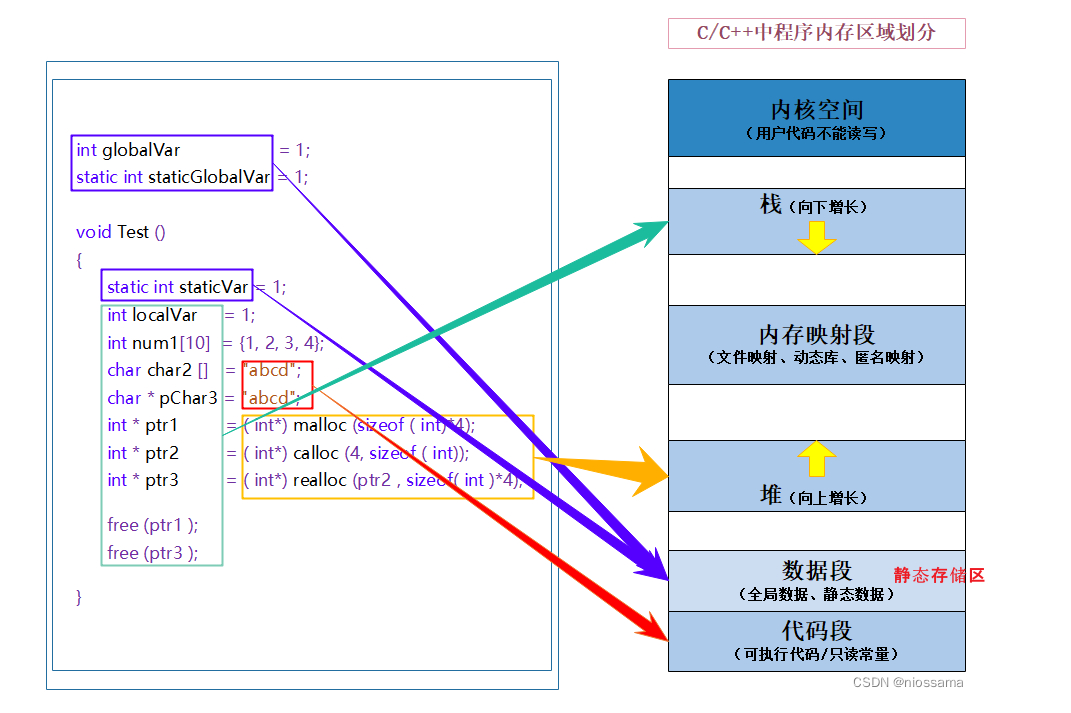 C/C++中程序内存区域划分
int globalVar = 1;
static int staticGlobalVar = 1;
void Test ()
{
static int staticVar = 1;
int localVar = 1;
int num1[10] = {1, 2, 3, 4};
char char2 [] = "abcd";
char * pChar3 = "abcd";
int * ptr1 = ( int*) malloc (sizeof ( int)*4);
int * ptr2 = ( int*) calloc (4, sizeof ( int));
int * ptr3 = ( int*) realloc (ptr2 , sizeof( int )*4);
free (ptr1 );
free (ptr3 );
}
内核空间
（用户代码不能读写）
栈（向下增长）
内存映射段
（文件映射、动态库、匿名映射）
堆（向上增长）
数据段 静态存储区
（全局数据、静态数据）
代码段
（可执行代码/只读常量）
CSDN @niossama